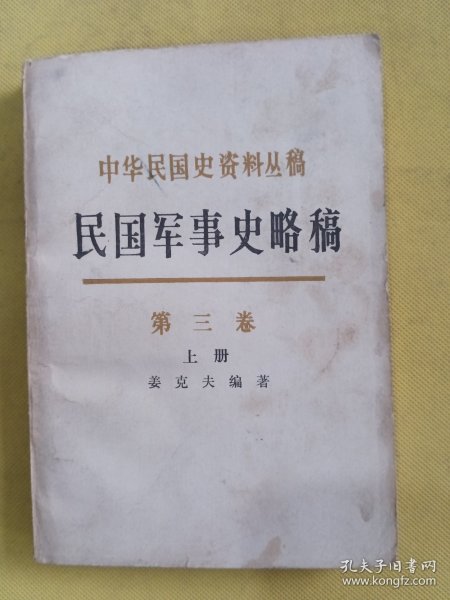 中华民国史资料丛稿
民国军事史略稿
第三卷
上册
姜克夫编著
孔夫子旧书网
www.kongfz.com